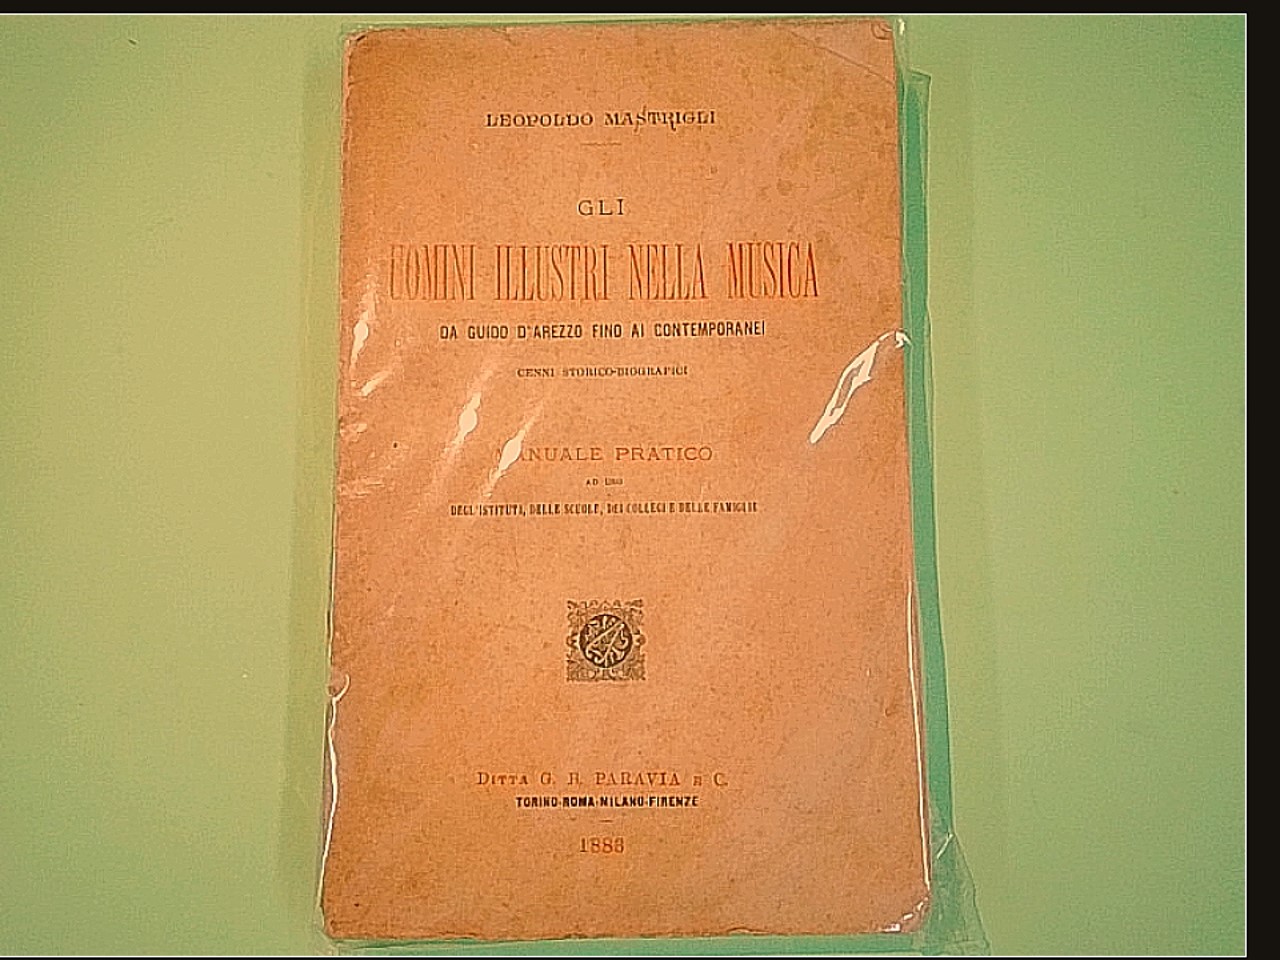 LEOPOLDO MASTRIGLI
GLI
UOMINI ILLUSTRI NELLA MUSICA
DA GUIDO D'AREZZO FINO AI CONTEMPORANEI
CENNI STORICO-BIOGRAFICI
MANUALE PRATICO
AD USO
DEGL'ISTITUTI, DELLE SCUOLE, DEI COLLEGI E DELLE FAMIGLIE
DITTA G. B. PARAVIA E C.
TORINO-ROMA-MILANO-FIRENZE